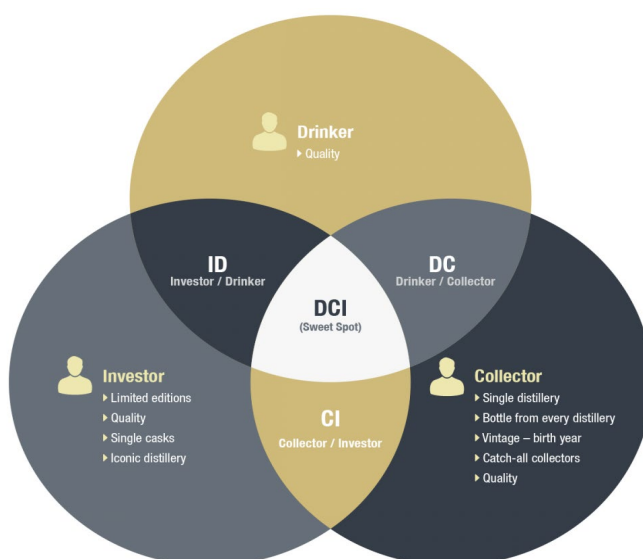 Drinker
Quality
ID
Investor / Drinker
DC
Drinker / Collector
DCI
(Sweet Spot)
Investor
Limited editions
Quality
Single casks
Iconic distillery
Collector
Single distillery
Bottle from every distillery
Vintage – birth year
Catch-all collectors
Quality
CI
Collector / Investor